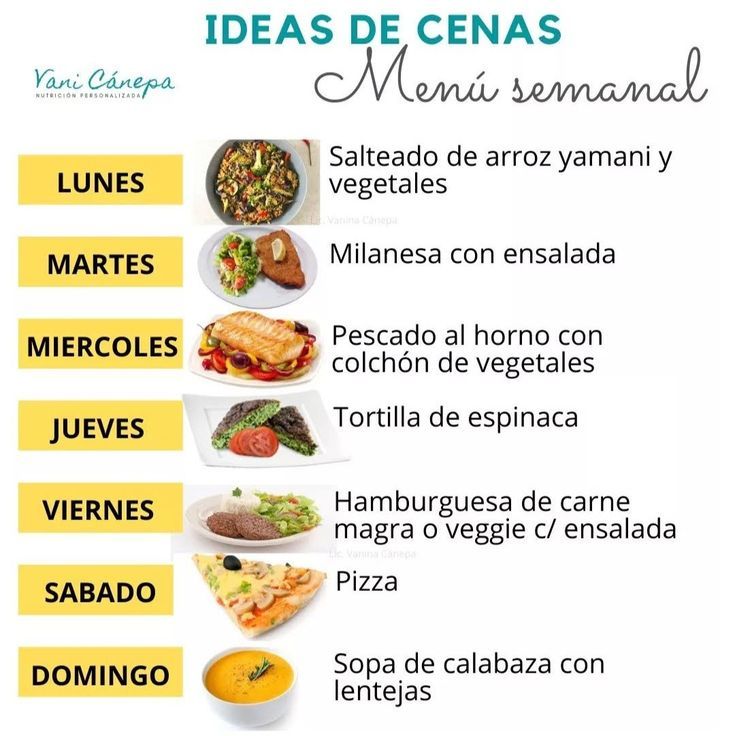 IDEAS DE CENAS
Menú semanal
Vani Cánepa
NUTRICIÓN PERSONALIZADA
LUNES
Salteado de arroz yamani y
vegetales
Lic. Vanina Cánepa
MARTES
Milanesa con ensalada
MIERCOLES
Pescado al horno con
colchón de vegetales
JUEVES
Tortilla de espinaca
VIERNES
Hamburguesa de carne
magra o veggie c/ ensalada
Lic. Vanina Cánepa
SABADO
Pizza
DOMINGO
Sopa de calabaza con
lentejas